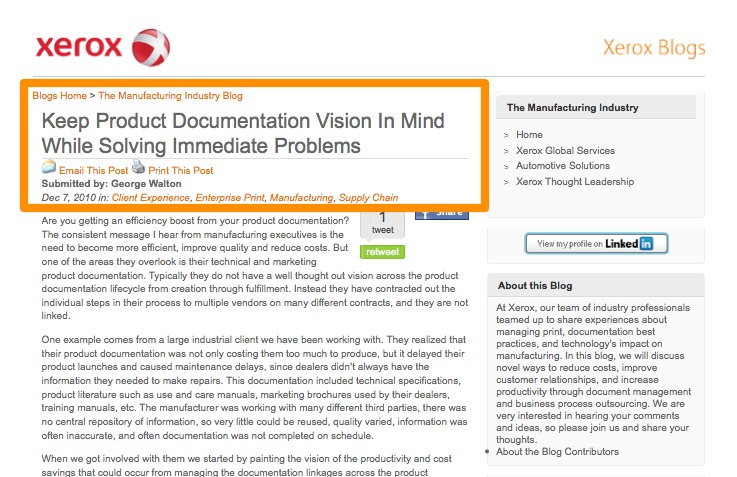 xerox
Xerox Blogs
Blogs Home > The Manufacturing Industry Blog
Keep Product Documentation Vision In Mind
While Solving Immediate Problems
Email This Post Print This Post
Submitted by: George Walton
Dec 7, 2010 in: Client Experience, Enterprise Print, Manufacturing, Supply Chain
1
tweet
retweet
Share
Are you getting an efficiency boost from your product documentation?
The consistent message I hear from manufacturing executives is the
need to become more efficient, improve quality and reduce costs. But
one of the areas they overlook is their technical and marketing
product documentation. Typically they do not have a well thought out vision across the product
documentation lifecycle from creation through fulfillment. Instead they have contracted out the
individual steps in their process to multiple vendors on many different contracts, and they are not
linked.
One example comes from a large industrial client we have been working with. They realized that
their product documentation was not only costing them too much to produce, but it delayed their
product launches and caused maintenance delays, since dealers didn't always have the
information they needed to make repairs. This documentation included technical specifications,
product literature such as use and care manuals, marketing brochures used by their dealers,
training manuals, etc. The manufacturer was working with many different third parties, there was
no central repository of information, so very little could be reused, quality varied, information was
often inaccurate, and often documentation was not completed on schedule.
When we got involved with them we started by painting the vision of the productivity and cost
savings that could occur from managing the documentation linkages across the product
The Manufacturing Industry
> Home
> Xerox Global Services
> Automotive Solutions
> Xerox Thought Leadership
View my profile on Linked in
About this Blog
At Xerox, our team of industry professionals
teamed up to share experiences about
managing print, documentation best
practices, and technology's impact on
manufacturing. In this blog, we will discuss
novel ways to reduce costs, improve
customer relationships, and increase
productivity through document management
and business process outsourcing. We are
very interested in hearing your comments
and ideas, so please join us and share your
thoughts.
• About the Blog Contributors